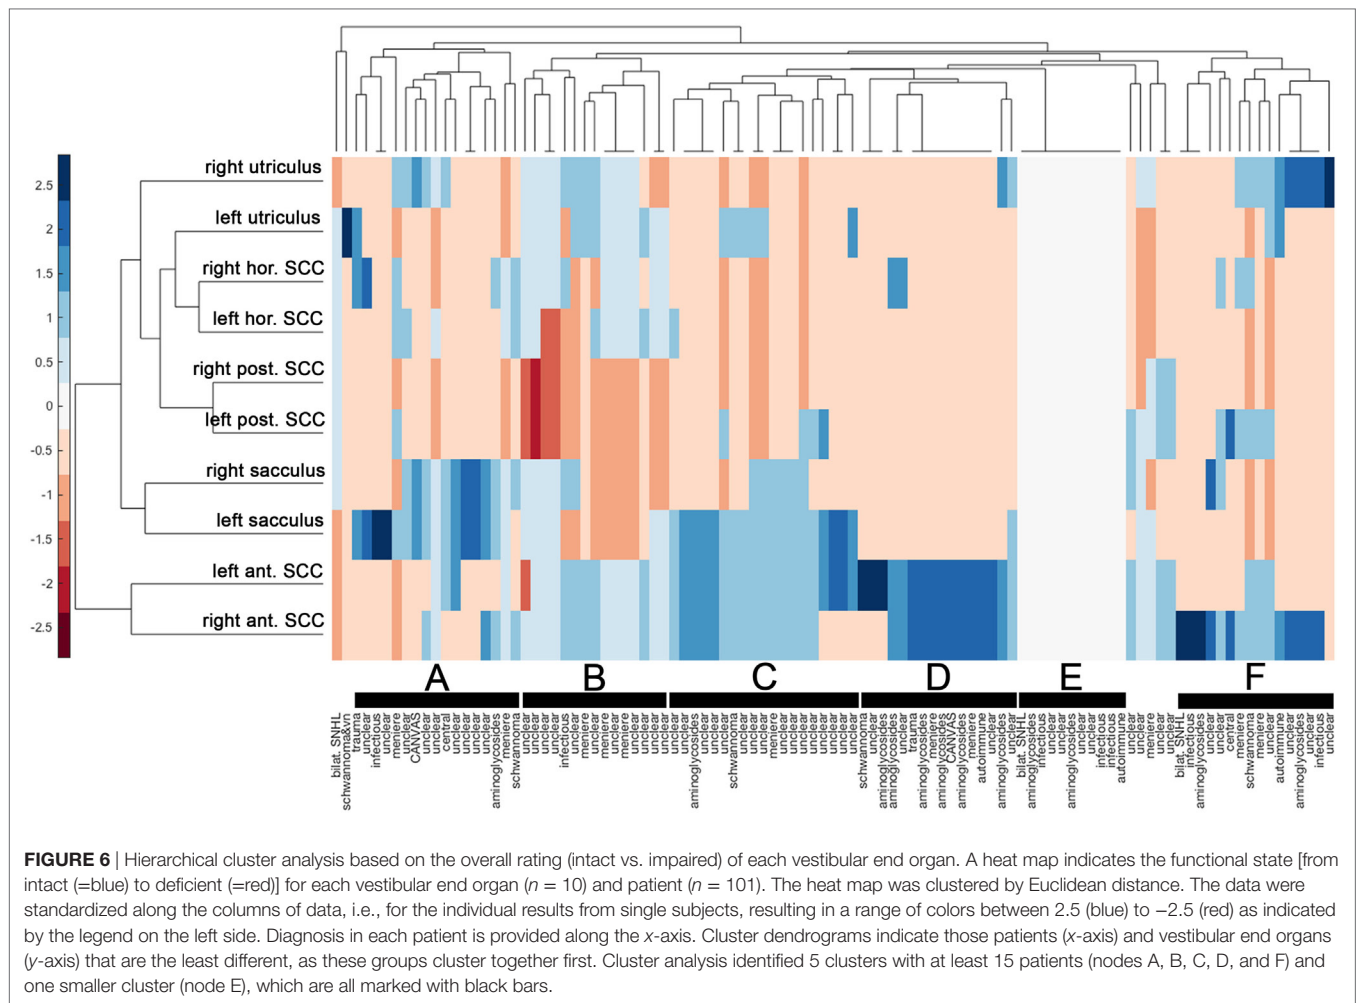 right utriculus
left utriculus
right hor. SCC
left hor. SCC
right post. SCC
left post. SCC
right sacculus
left sacculus
left ant. SCC
right ant. SCC
2.5
2
1.5
1
0.5
0
-0.5
-1
-1.5
-2
-2.5
A
B
C
D
E
F
bilat. SNHL
schwannoma&vn
trauma
unclear
infectious
unclear
meniere
unclear
CANVAS
unclear
unclear
central
unclear
unclear
unclear
unclear
aminoglycosides
meniere
schwannoma
unclear
unclear
unclear
unclear
infectious
unclear
meniere
unclear
meniere
unclear
meniere
unclear
unclear
unclear
unclear
unclear
unclear
aminoglycosides
unclear
unclear
unclear
schwannoma
unclear
unclear
unclear
unclear
unclear
unclear
unclear
unclear
unclear
unclear
unclear
unclear
schwannoma
unclear
aminoglycosides
aminoglycosides
unclear
trauma
aminoglycosides
meniere
aminoglycosides
CANVAS
aminoglycosides
meniere
autoimmune
unclear
aminoglycosides
unclear
bilat. SNHL
aminoglycosides
infectious
unclear
unclear
aminoglycosides
unclear
unclear
infectious
infectious
autoimmune
unclear
unclear
meniere
unclear
unclear
bilat. SNHL
infectious
aminoglycosides
unclear
unclear
central
meniere
schwannoma
meniere
unclear
autoimmune
unclear
aminoglycosides
unclear
infectious
unclear
FIGURE 6 | Hierarchical cluster analysis based on the overall rating (intact vs. impaired) of each vestibular end organ. A heat map indicates the functional state [from
intact (=blue) to deficient (=red)] for each vestibular end organ (n = 10) and patient (n = 101). The heat map was clustered by Euclidean distance. The data were
standardized along the columns of data, i.e., for the individual results from single subjects, resulting in a range of colors between 2.5 (blue) to −2.5 (red) as indicated
by the legend on the left side. Diagnosis in each patient is provided along the x-axis. Cluster dendrograms indicate those patients (x-axis) and vestibular end organs
(y-axis) that are the least different, as these groups cluster together first. Cluster analysis identified 5 clusters with at least 15 patients (nodes A, B, C, D, and F) and
one smaller cluster (node E), which are all marked with black bars.